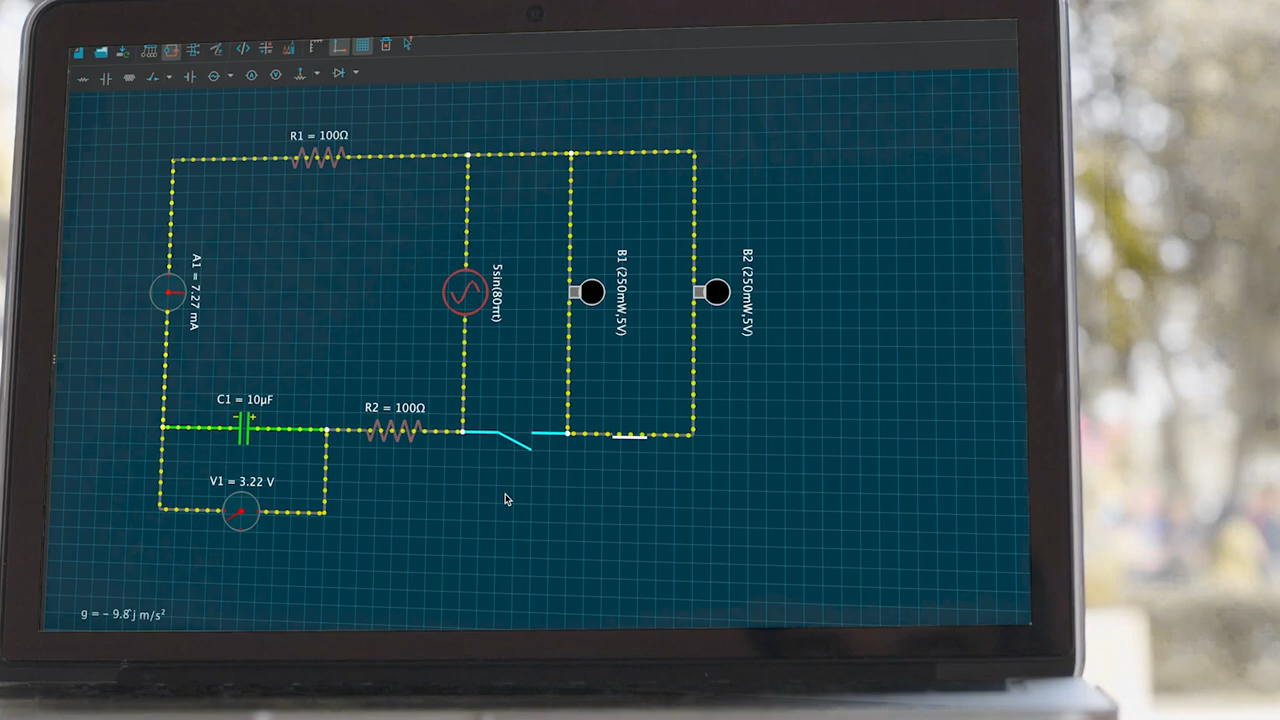 R1 = 100Ω
A1 = 7.27 mA
5sin(80πt)
B1 (250mW,5V)
B2 (250mW,5V)
C1 = 10µF
R2 = 100Ω
V1 = 3.22 V
g = − 9.8ĵ m/s²